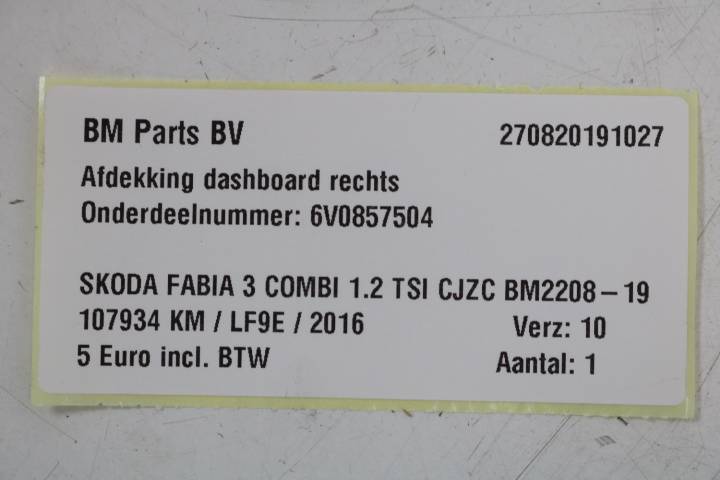 BM Parts BV 270820191027
Afdekking dashboard rechts
Onderdeelnummer: 6V0857504
SKODA FABIA 3 COMBI 1.2 TSI CJZC BM2208-19
107934 KM / LF9E / 2016 Verz: 10
5 Euro incl. BTW Aantal: 1